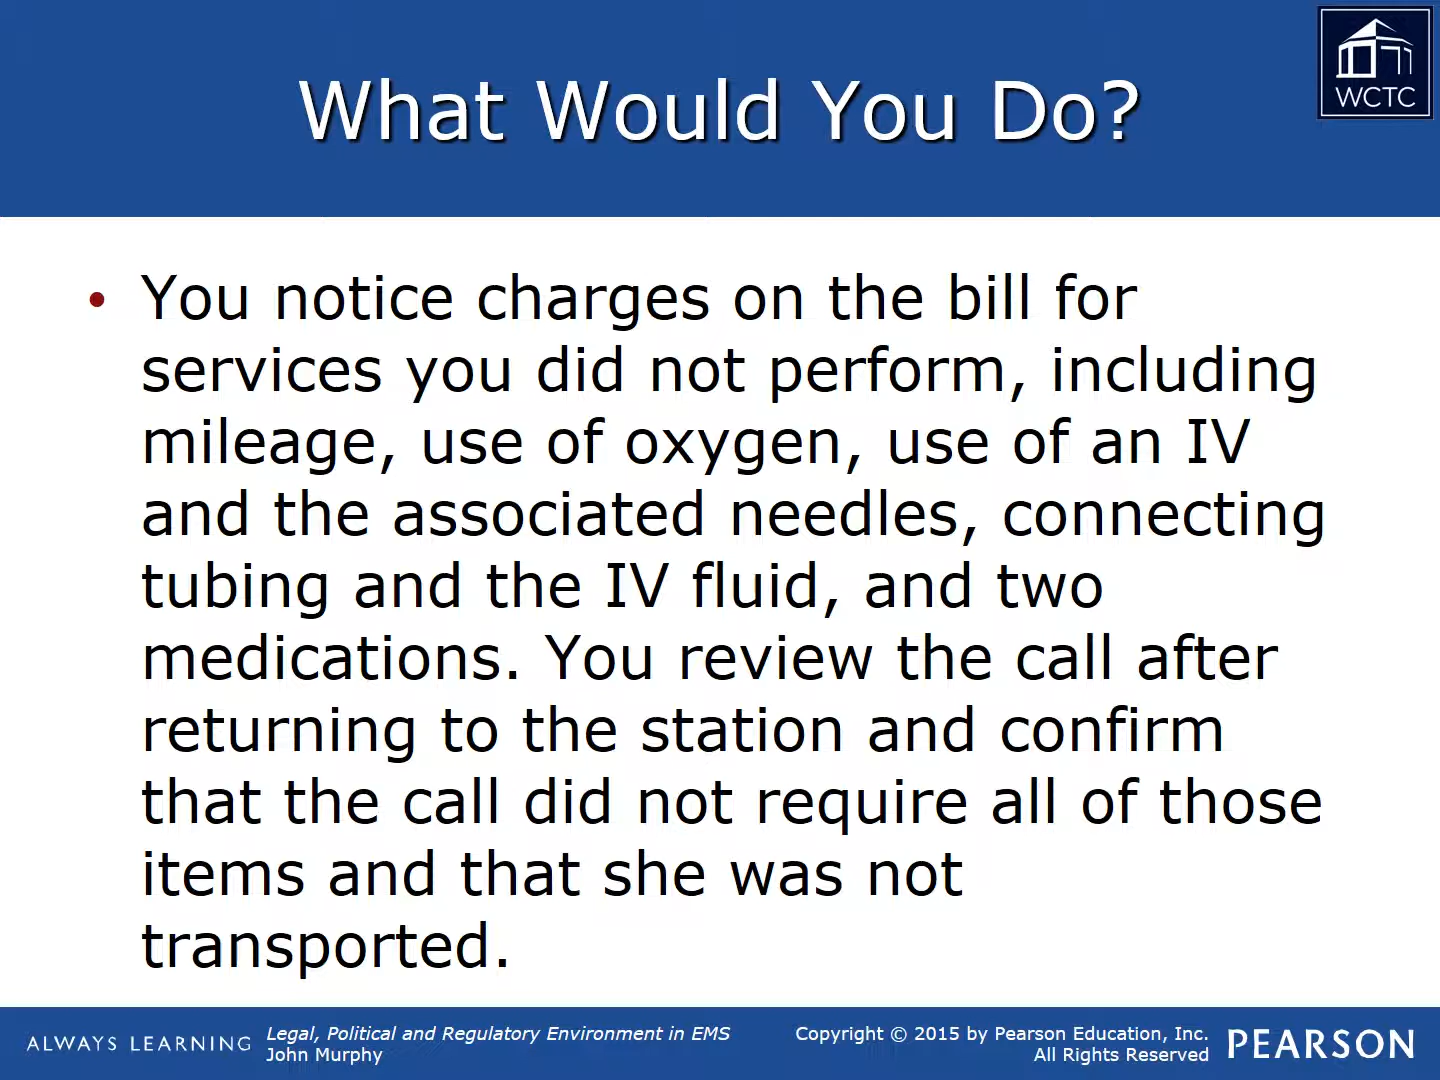 What Would You Do?
WCTC
• You notice charges on the bill for
services you did not perform, including
mileage, use of oxygen, use of an IV
and the associated needles, connecting
tubing and the IV fluid, and two
medications. You review the call after
returning to the station and confirm
that the call did not require all of those
items and that she was not
transported.
ALWAYS LEARNING
Legal, Political and Regulatory Environment in EMS
John Murphy
Copyright © 2015 by Pearson Education, Inc.
All Rights Reserved
PEARSON